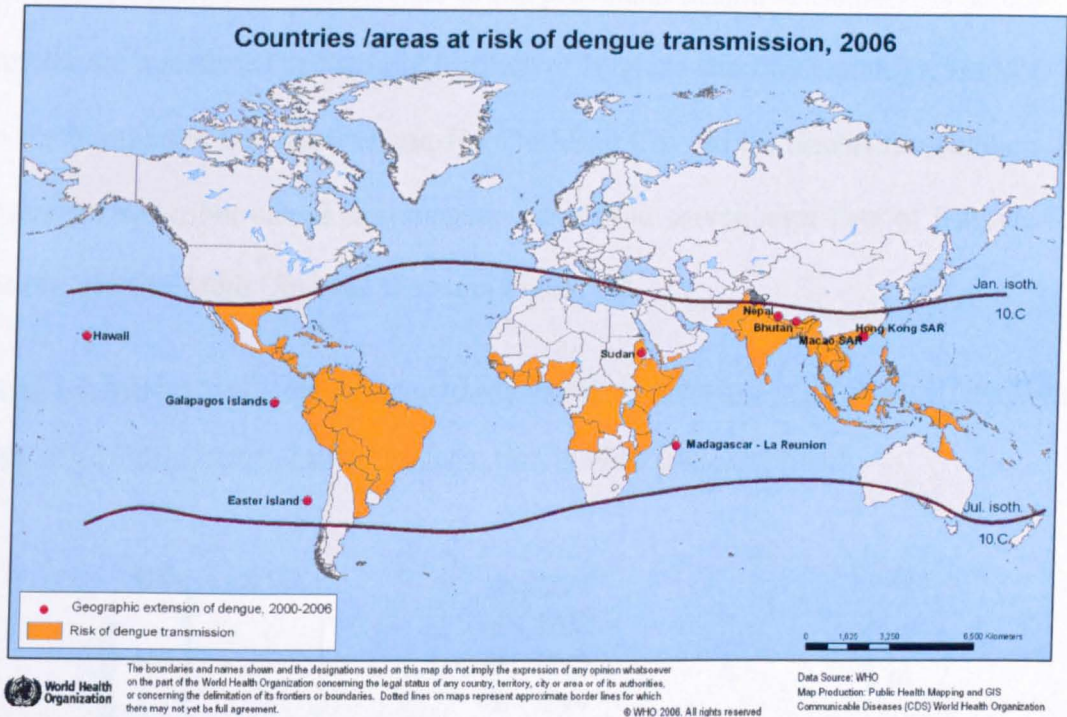 Countries /areas at risk of dengue transmission, 2006
Jan. isoth.
10.C
Nepal
Bhutan
Hong Kong SAR
Macao SAR
Hawaii
Sudan
Galapagos islands
Madagascar - La Reunion
Easter island
Jul. isoth.
10.C
Geographic extension of dengue, 2000-2006
Risk of dengue transmission
0 1,625 3,250 6,500 Kilometers
World Health
Organization
The boundaries and names shown and the designations used on this map do not imply the expression of any opinion whatsoever
on the part of the World Health Organization concerning the legal status of any country, territory, city or area or of its authorities,
or concerning the delimitation of its frontiers or boundaries. Dotted lines on maps represent approximate border lines for which
there may not yet be full agreement.
© WHO 2006. All rights reserved
Data Source: WHO
Map Production: Public Health Mapping and GIS
Communicable Diseases (CDS) World Health Organization